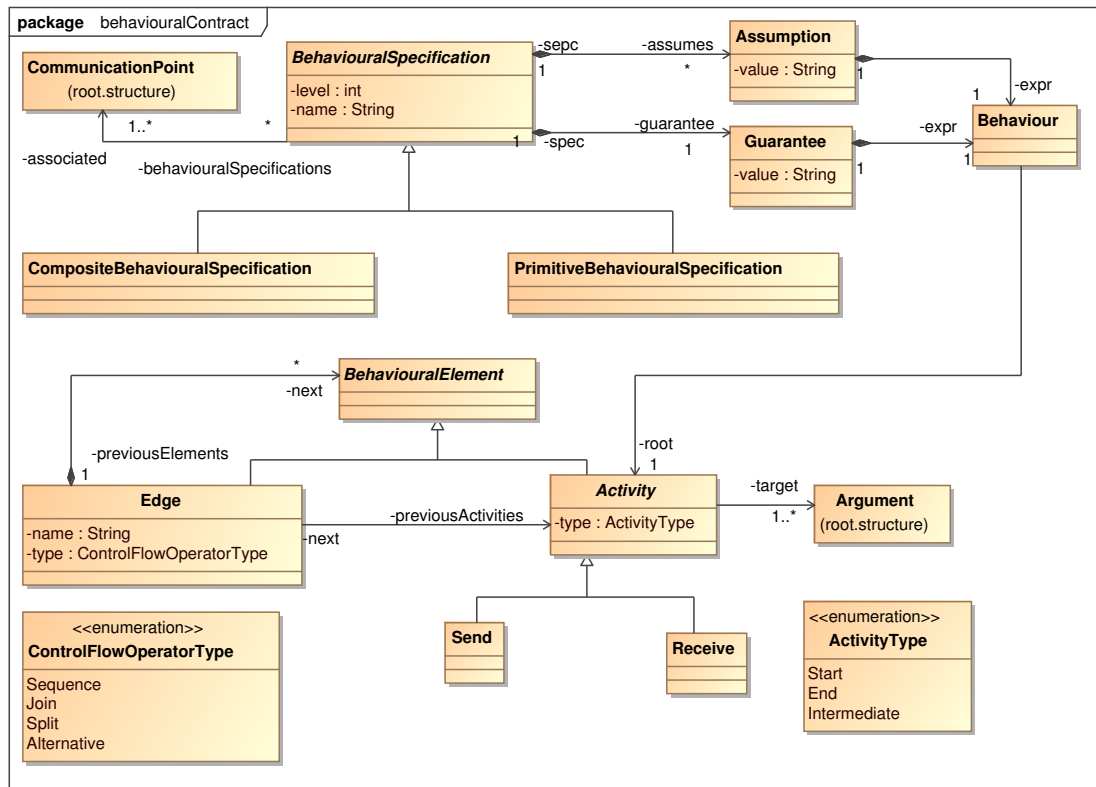 package behaviouralContract
CommunicationPoint
(root.structure)
1..*
*
-associated
-behaviouralSpecifications
BehaviouralSpecification
-level : int
-name : String
-sepc
1
-assumes
*
Assumption
-value : String
1
-expr
1
1
-spec
-guarantee
1
Guarantee
-value : String
1
-expr
1
Behaviour
CompositeBehaviouralSpecification
PrimitiveBehaviouralSpecification
*
-next
BehaviouralElement
-previousElements
1
-root
1
Edge
-name : String
-type : ControlFlowOperatorType
-previousActivities
-next
Activity
-type : ActivityType
-target
1..*
Argument
(root.structure)
<<enumeration>>
ControlFlowOperatorType
Sequence
Join
Split
Alternative
Send
Receive
<<enumeration>>
ActivityType
Start
End
Intermediate